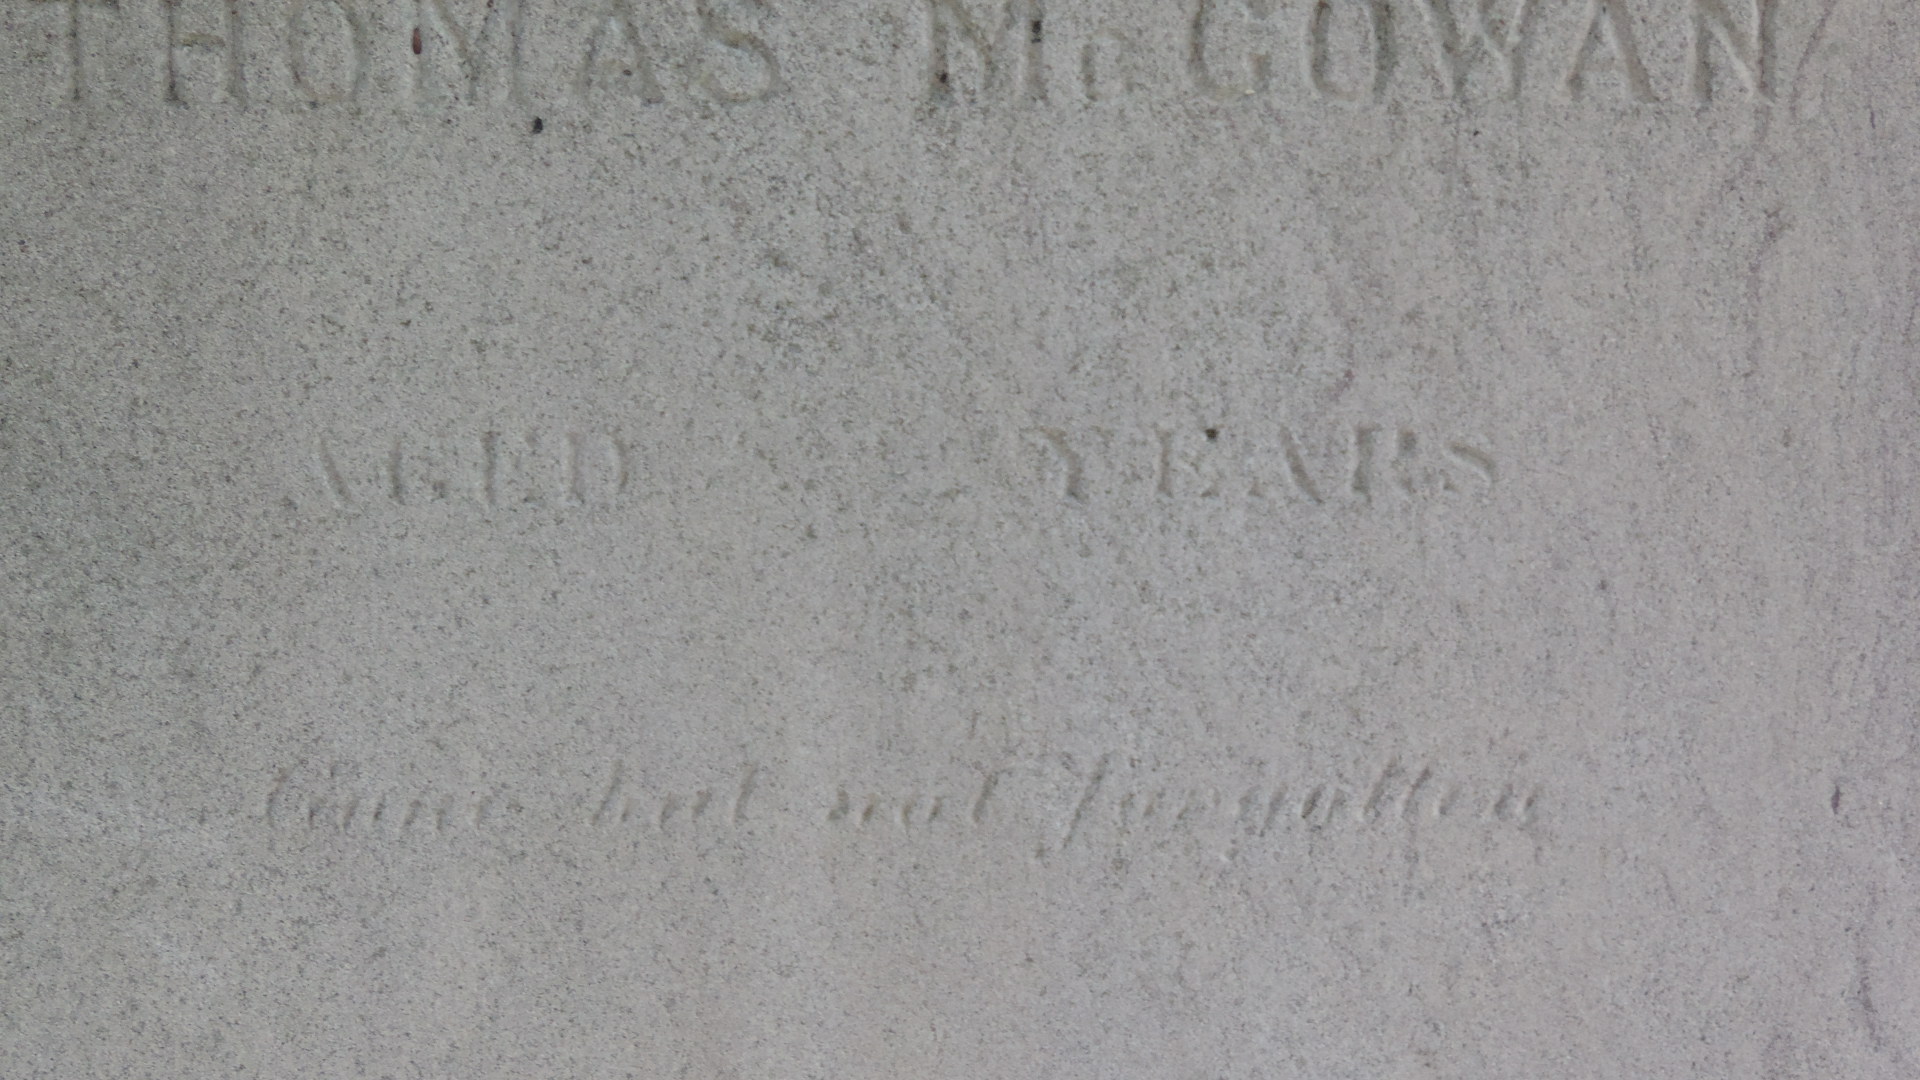 THOMAS McGOWAN
AGED YEARS
Gone but not forgotten